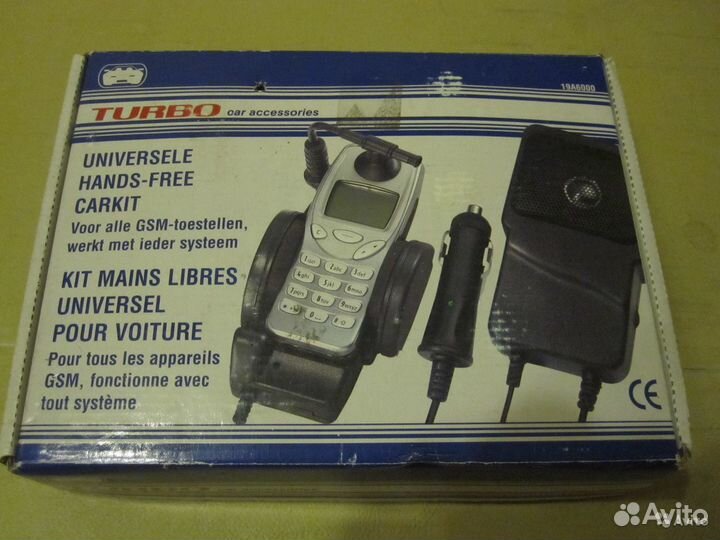 19A6000
TURBO car accessories
UNIVERSELE
HANDS-FREE
CARKIT
Voor alle GSM-toestellen,
werkt met ieder systeem
KIT MAINS LIBRES
UNIVERSEL
POUR VOITURE
Pour tous les appareils
GSM, fonctionne avec
tout système
CE
Avito
Avito